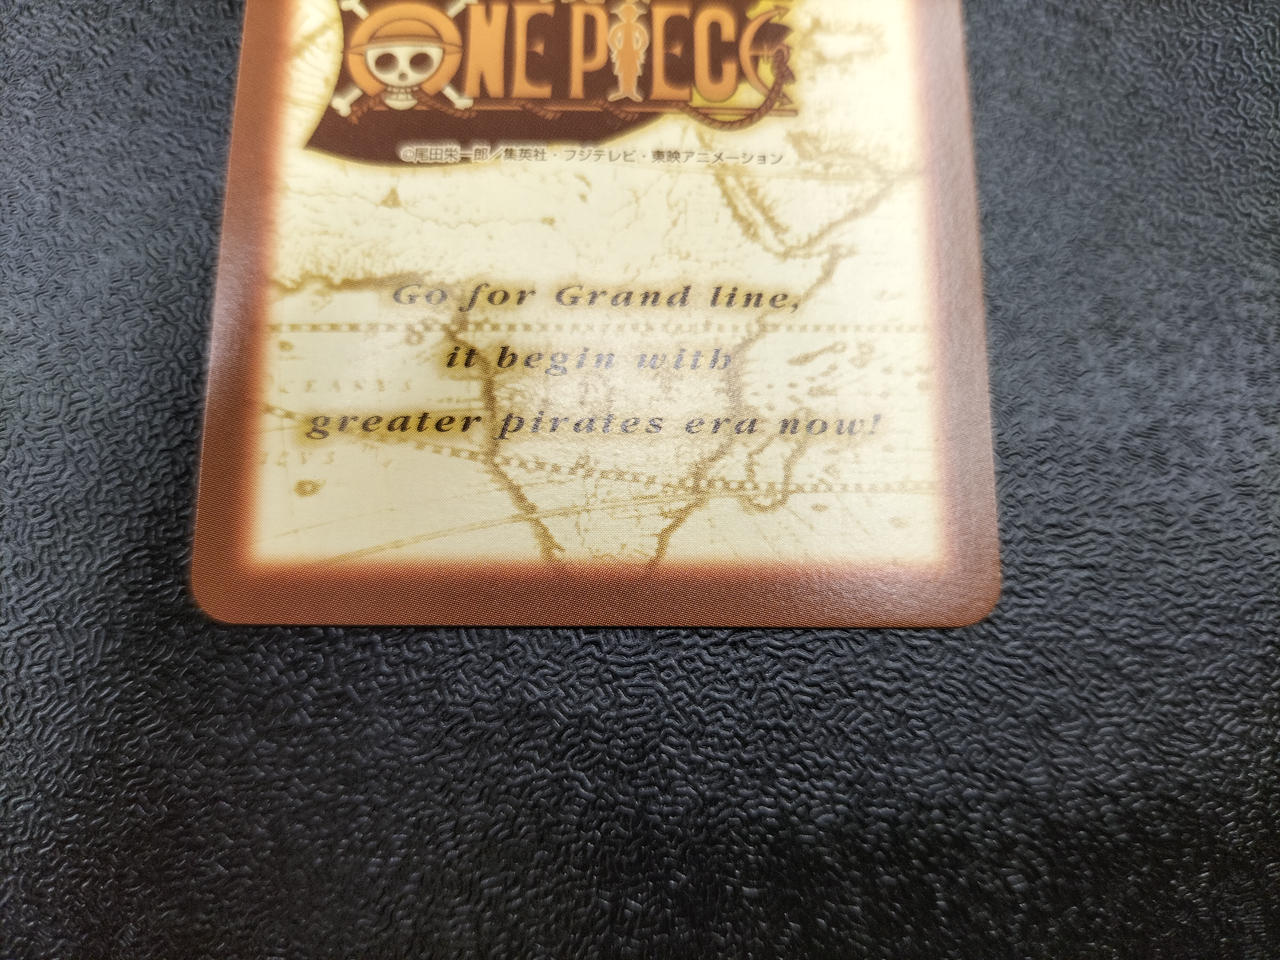 ONE PIECE
©尾田栄一郎／集英社・フジテレビ・東映アニメーション
Go for Grand line,
it begin with
greater pirates era now!